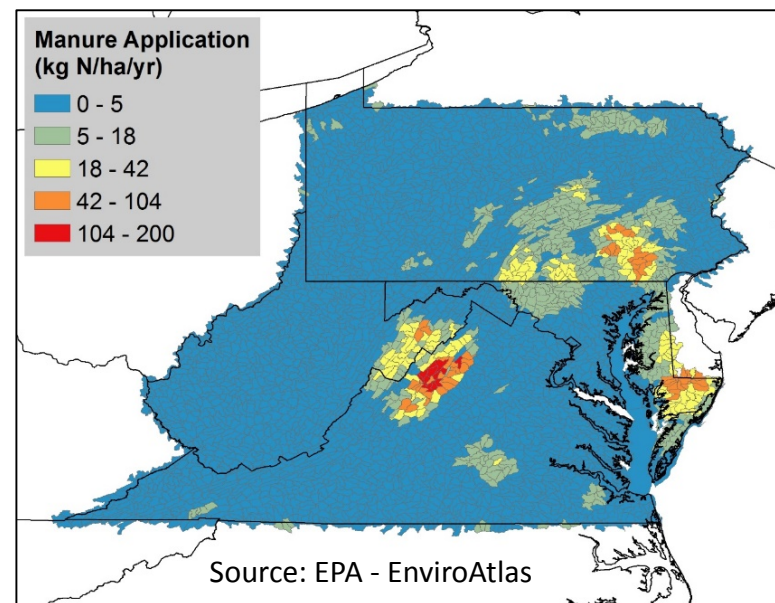 Manure Application
(kg N/ha/yr)
0 - 5
5 - 18
18 - 42
42 - 104
104 - 200
Source: EPA - EnviroAtlas